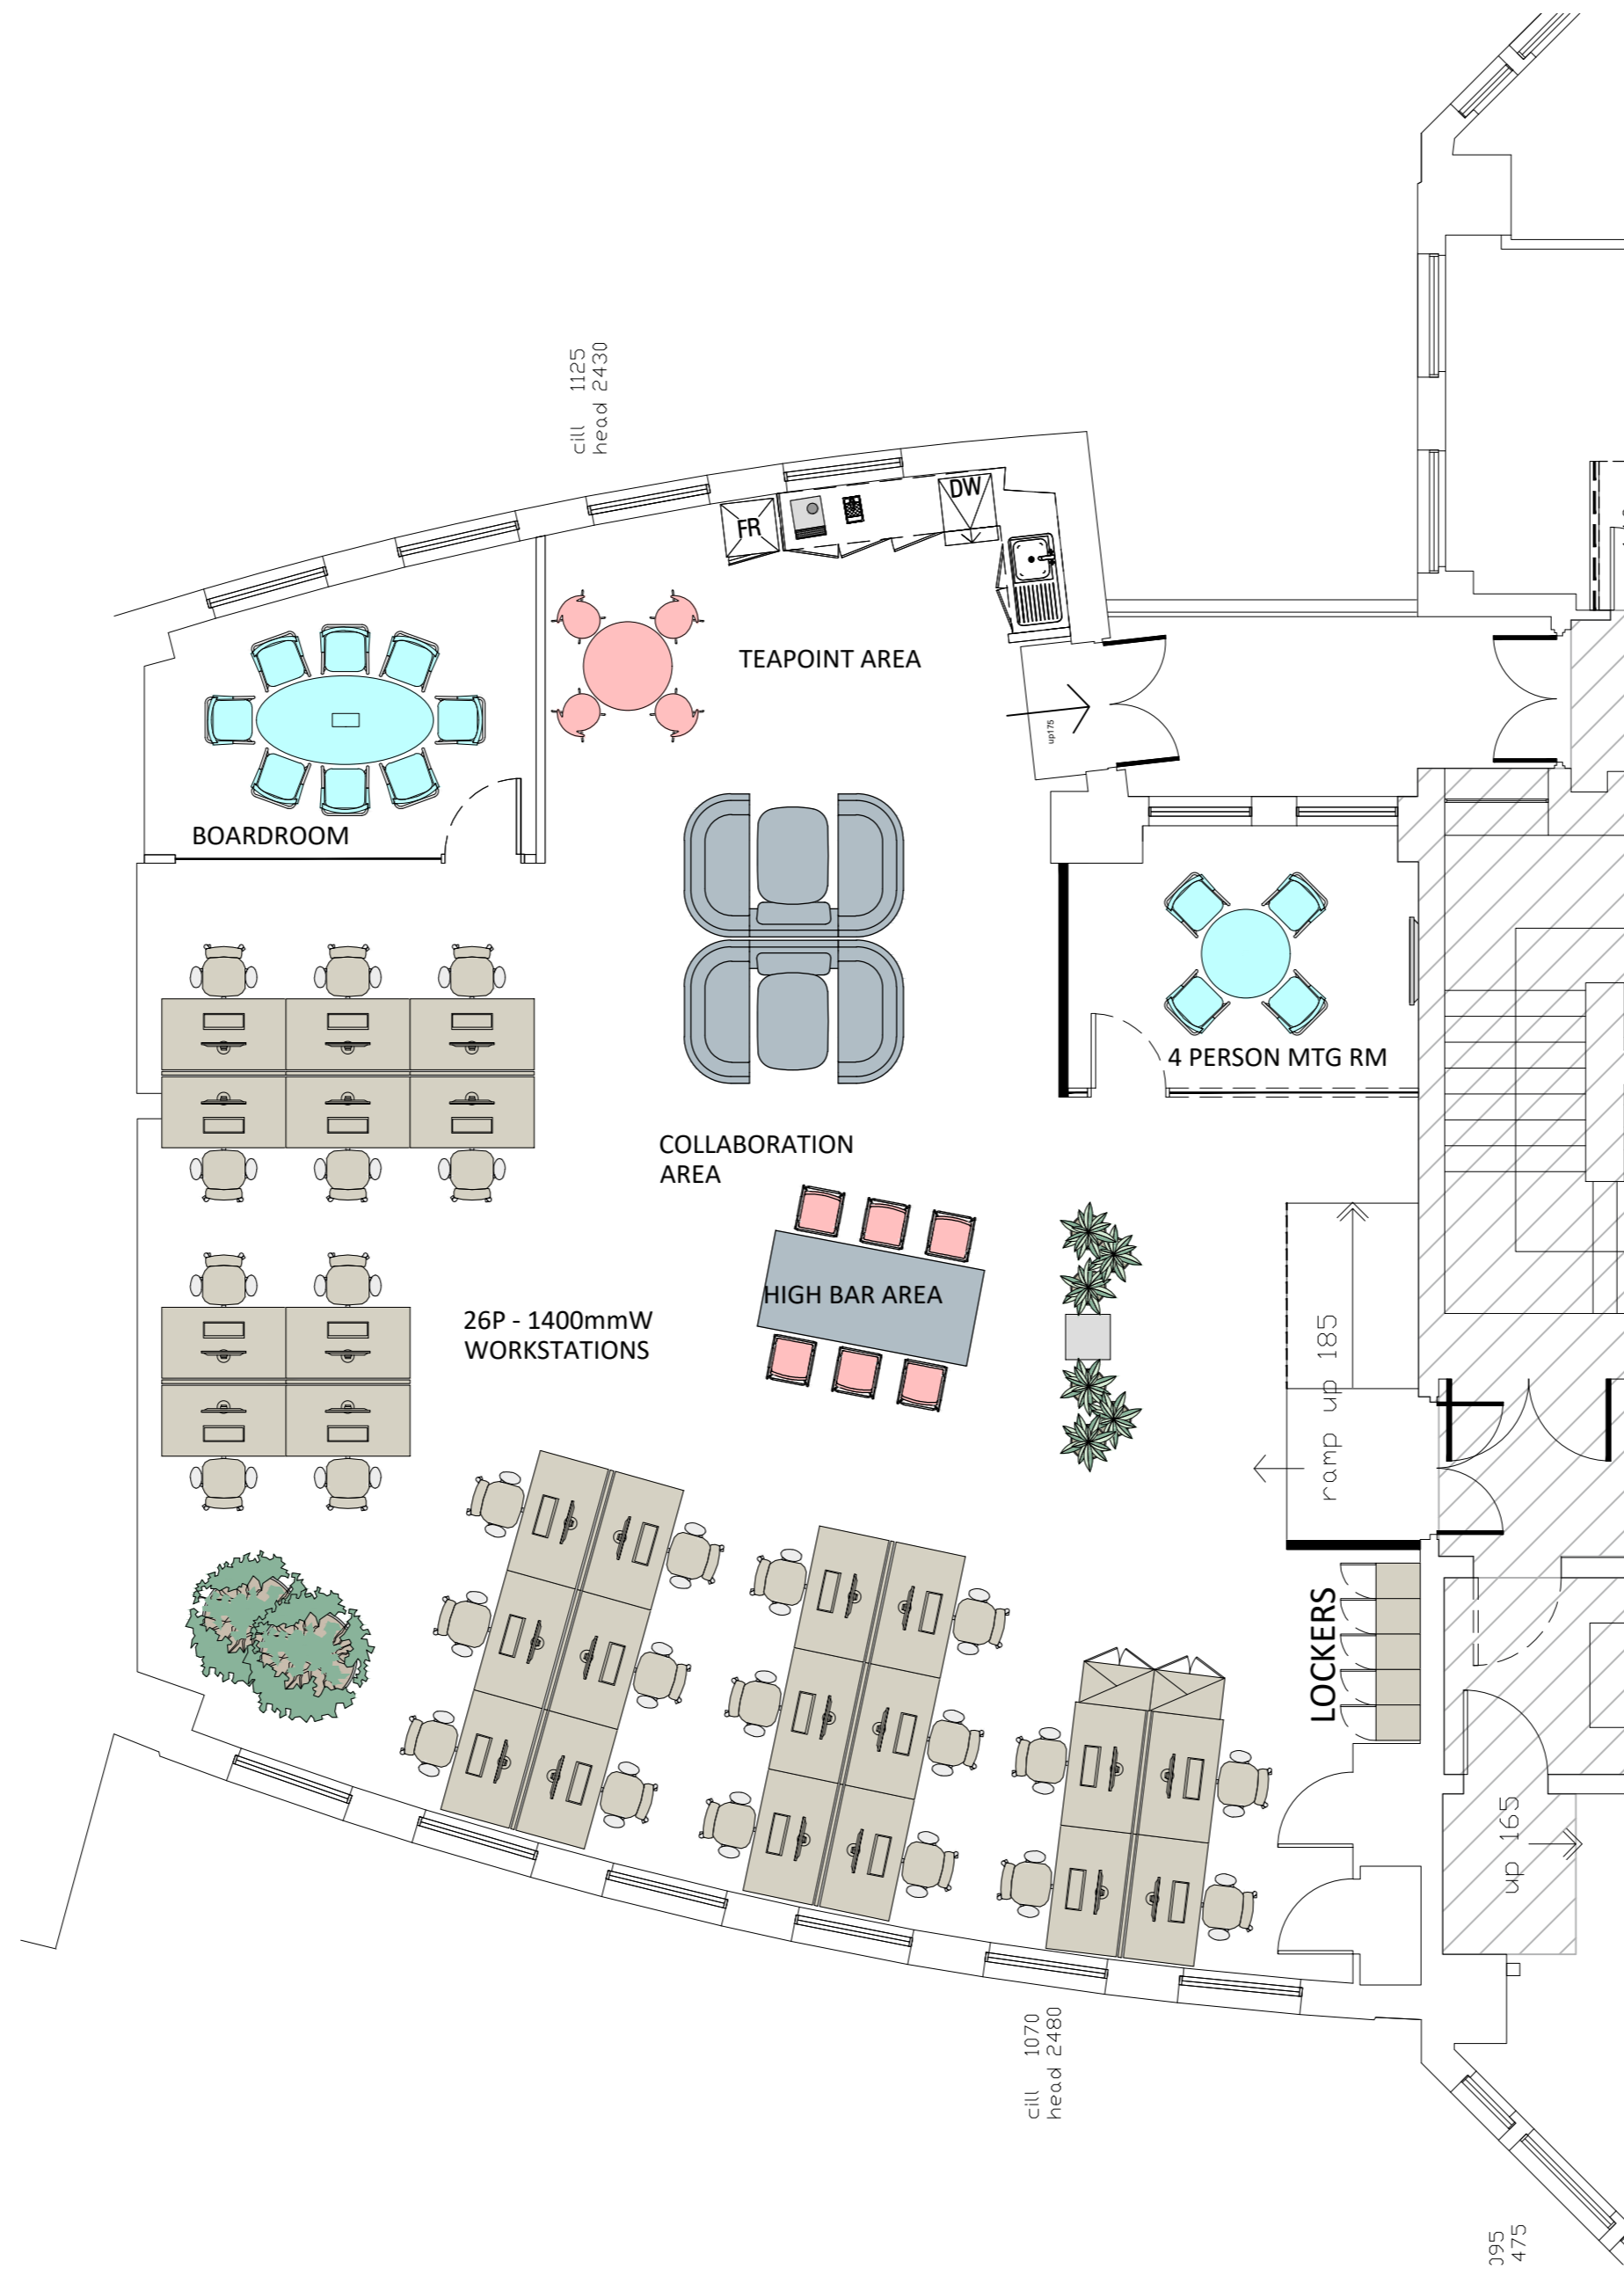 cill 1125
head 2430
FR
DW
TEAPOINT AREA
up175
BOARDROOM
4 PERSON MTG RM
COLLABORATION
AREA
HIGH BAR AREA
26P - 1400mmW
WORKSTATIONS
ramp up 185
LOCKERS
up 165
cill 1070
head 2480
475